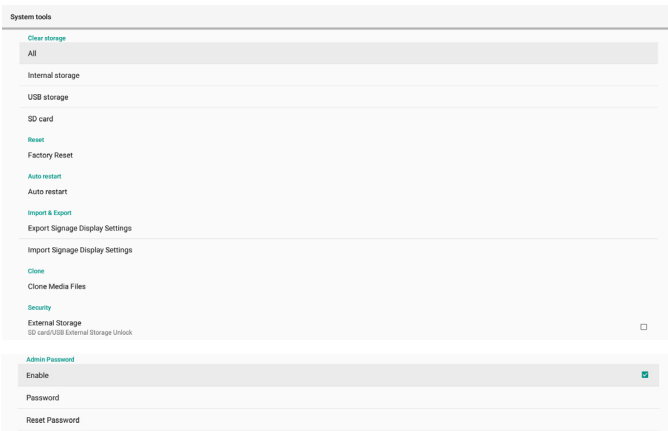 System tools
Clear storage
All
Internal storage
USB storage
SD card
Reset
Factory Reset
Auto restart
Auto restart
Import & Export
Export Signage Display Settings
Import Signage Display Settings
Clone
Clone Media Files
Security
External Storage
SD card/USB External Storage Unlock
Admin Password
Enable
Password
Reset Password